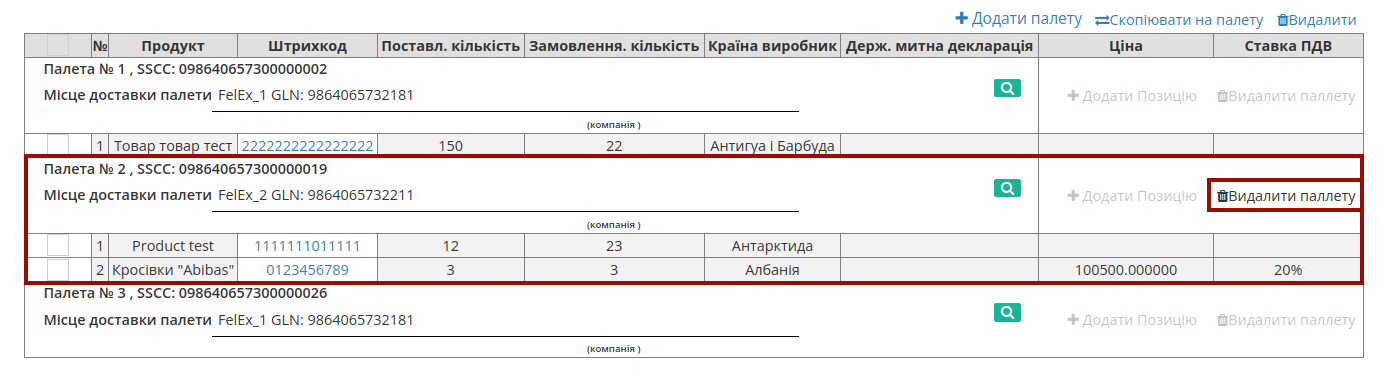 Додати палету Скопіювати на палету Видалити
№ Продукт Штрихкод Поставл. кількість Замовлення. кількість Країна виробник Держ. митна декларація Ціна Ставка ПДВ
Палета № 1 , SSCC: 098640657300000002
Місце доставки палети FelEx_1 GLN: 9864065732181 Додати Позицію Видалити паллету
(компанія )
1 Товар товар тест 2222222222222222 150 22 Антигуа і Барбуда
Палета № 2 , SSCC: 098640657300000019
Місце доставки палети FelEx_2 GLN: 9864065732211 Додати Позицію Видалити паллету
(компанія )
1 Product test 1111111011111 12 23 Антарктида
2 Кросівки "Abibas" 0123456789 3 3 Албанія 100500.000000 20%
Палета № 3 , SSCC: 098640657300000026
Місце доставки палети FelEx_1 GLN: 9864065732181 Додати Позицію Видалити паллету
(компанія )